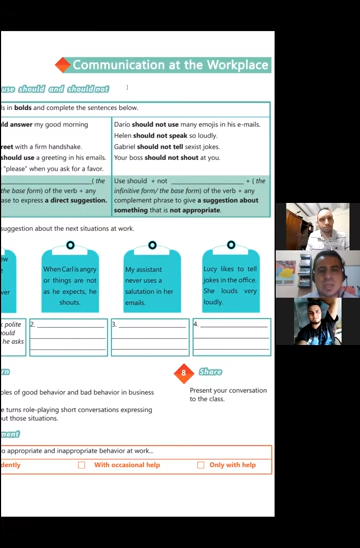 Communication at the Workplace
use should and should not
ds in bolds and complete the sentences below.
uld answer my good morning
reet with a firm handshake.
should use a greeting in his emails.
"please" when you ask for a favor.
Darío should not use many emojis in his e-mails.
Helen should not speak so loudly.
Gabriel should not tell sexist jokes.
Your boss should not shout at you.
( the
the base form) of the verb + any
ase to express a direct suggestion.
Use should + not + ( the
infinitive form/ the base form) of the verb + any
complement phrase to give a suggestion about
something that is not appropriate.
suggestion about the next situations at work.
ew
e
ver
When Carl is angry
or things are not
as he expects, he
shouts.
My assistant
never uses a
salutation in her
emails.
Lucy likes to tell
jokes in the office.
She louds very
loudly.
polite
ould
he asks
2.
3.
4.
rn
8 Share
ples of good behavior and bad behavior in business
e turns role-playing short conversations expressing
out those situations.
Present your conversation
to the class.
ment
o appropriate and inappropriate behavior at work...
dently
With occasional help
Only with help